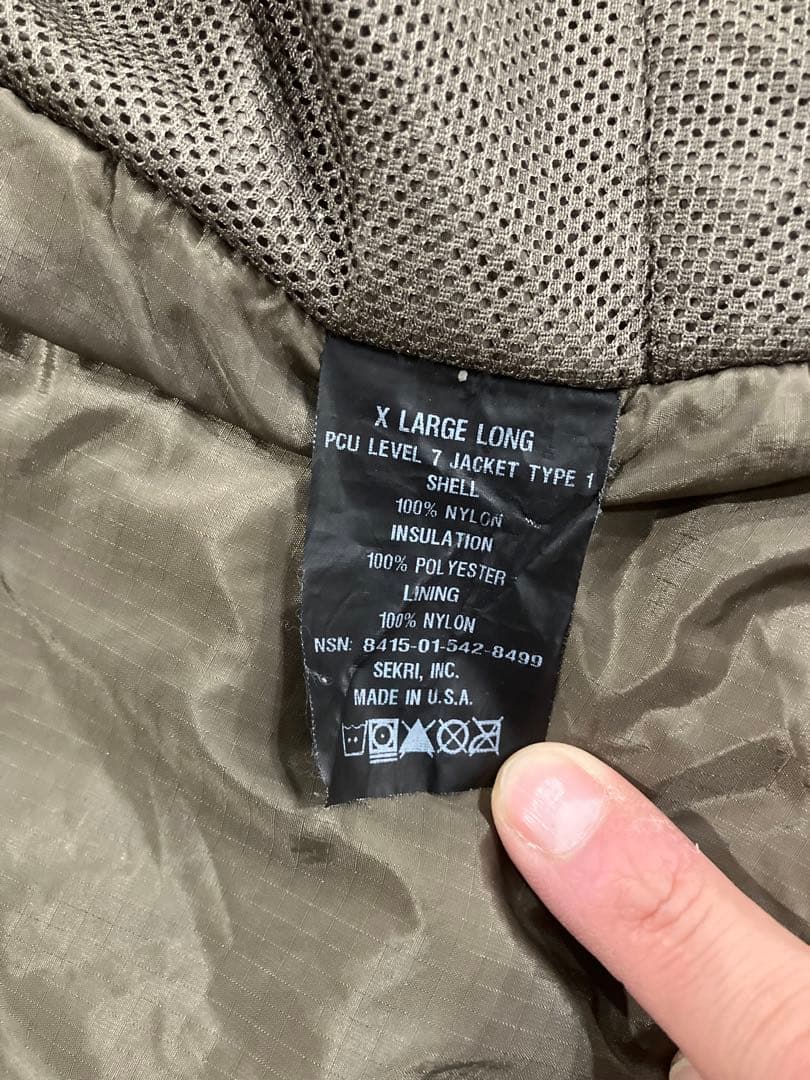 X LARGE LONG
PCU LEVEL 7 JACKET TYPE 1
SHELL
100% NYLON
INSULATION
100% POLYESTER
LINING
100% NYLON
NSN: 8415-01-542-8499
SEKRI, INC.
MADE IN U.S.A.